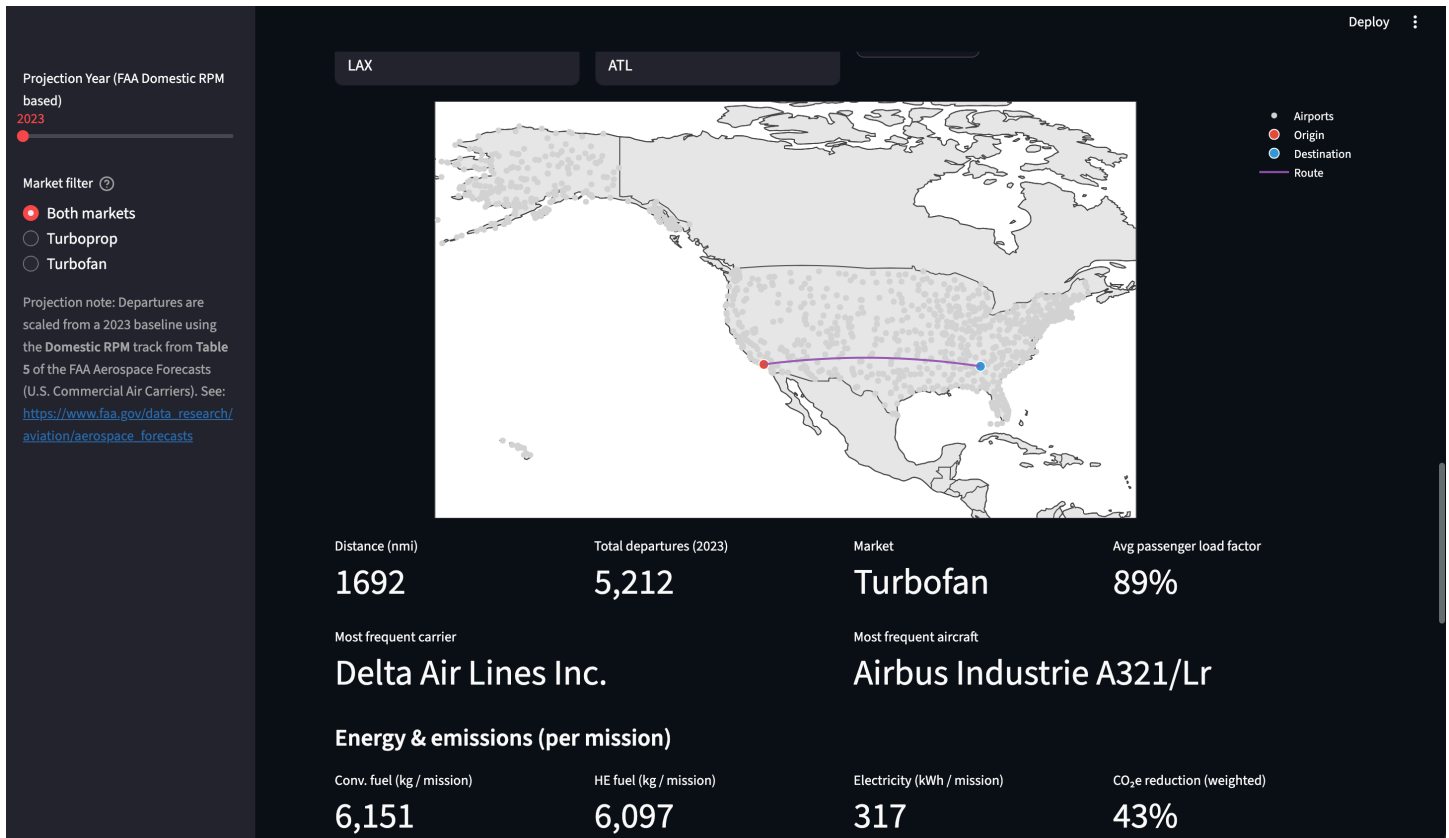 Deploy
Projection Year (FAA Domestic RPM
based)
2023
Market filter
Both markets
Turboprop
Turbofan
Projection note: Departures are
scaled from a 2023 baseline using
the Domestic RPM track from Table
5 of the FAA Aerospace Forecasts
(U.S. Commercial Air Carriers). See:
https://www.faa.gov/data_research/
aviation/aerospace_forecasts
LAX
ATL
Airports
Origin
Destination
Route
Distance (nmi)
1692
Total departures (2023)
5,212
Market
Turbofan
Avg passenger load factor
89%
Most frequent carrier
Delta Air Lines Inc.
Most frequent aircraft
Airbus Industrie A321/Lr
Energy & emissions (per mission)
Conv. fuel (kg / mission)
6,151
HE fuel (kg / mission)
6,097
Electricity (kWh / mission)
317
CO₂e reduction (weighted)
43%